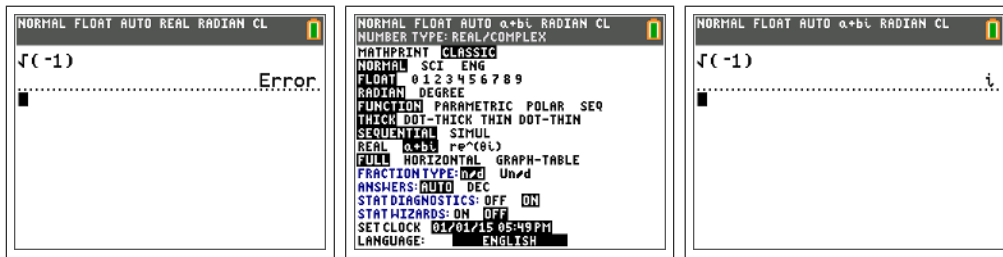 NORMAL FLOAT AUTO REAL RADIAN CL
√(-1)
Error
NORMAL FLOAT AUTO a+bi RADIAN CL
NUMBER TYPE: REAL/COMPLEX
MATHPRINT CLASSIC
NORMAL SCI ENG
FLOAT 0 1 2 3 4 5 6 7 8 9
RADIAN DEGREE
FUNCTION PARAMETRIC POLAR SEQ
THICK DOT-THICK THIN DOT-THIN
SEQUENTIAL SIMUL
REAL a+bi re^(θi)
FULL HORIZONTAL GRAPH-TABLE
FRACTION TYPE: n/d Un/d
ANSWERS: AUTO DEC
STAT DIAGNOSTICS: OFF ON
STAT WIZARDS: ON OFF
SET CLOCK 01/01/15 05:49 PM
LANGUAGE: ENGLISH
NORMAL FLOAT AUTO a+bi RADIAN CL
√(-1)
i